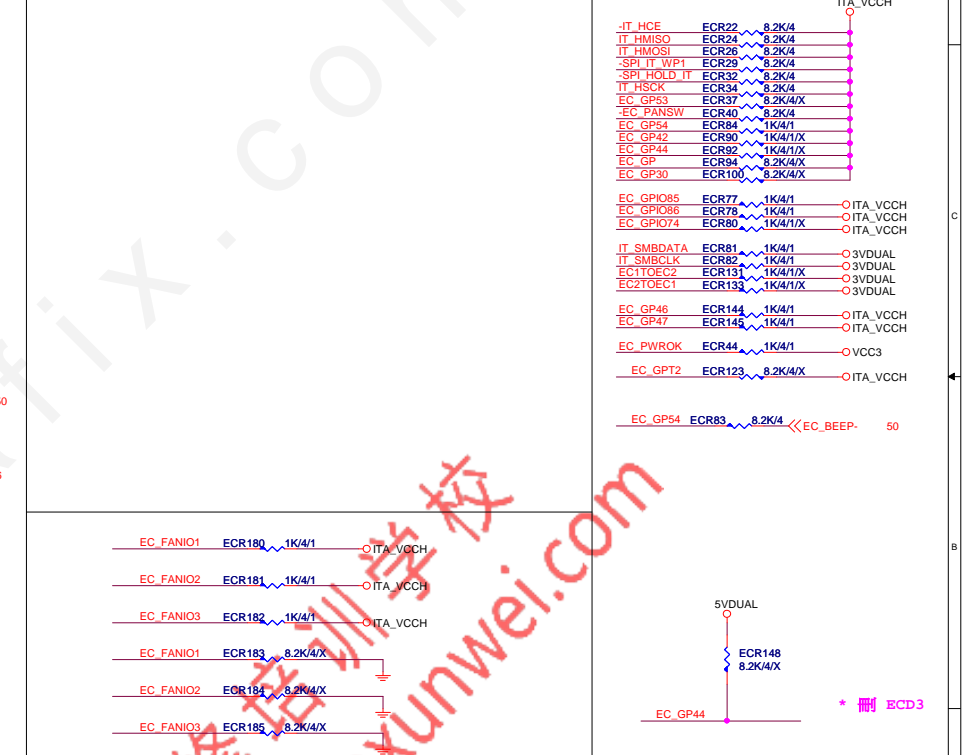 ITA_VCCH
-IT_HCE ECR22 8.2K/4
IT_HMISO ECR24 8.2K/4
IT_HMOSI ECR26 8.2K/4
-SPI_IT_WP1 ECR29 8.2K/4
-SPI_HOLD_IT ECR32 8.2K/4
IT_HSCK ECR34 8.2K/4
EC_GP53 ECR37 8.2K/4/X
-EC_PANSW ECR40 8.2K/4
EC_GP54 ECR84 1K/4/1
EC_GP42 ECR90 1K/4/1/X
EC_GP44 ECR92 1K/4/1/X
EC_GP ECR94 8.2K/4/X
EC_GP30 ECR100 8.2K/4/X
EC_GPIO85 ECR77 1K/4/1 ITA_VCCH
EC_GPIO86 ECR78 1K/4/1 ITA_VCCH
EC_GPIO74 ECR80 1K/4/1/X ITA_VCCH
C
IT_SMBDATA ECR81 1K/4/1 3VDUAL
IT_SMBCLK ECR82 1K/4/1 3VDUAL
EC1TOEC2 ECR131 1K/4/1/X 3VDUAL
EC2TOEC1 ECR133 1K/4/1/X 3VDUAL
EC_GP46 ECR144 1K/4/1 ITA_VCCH
EC_GP47 ECR145 1K/4/1 ITA_VCCH
EC_PWROK ECR44 1K/4/1 VCC3
EC_GPT2 ECR123 8.2K/4/X ITA_VCCH
EC_GP54 ECR83 8.2K/4 EC_BEEP- 50
EC_FANIO1 ECR180 1K/4/1 ITA_VCCH
B
EC_FANIO2 ECR181 1K/4/1 ITA_VCCH
EC_FANIO3 ECR182 1K/4/1 ITA_VCCH
EC_FANIO1 ECR183 8.2K/4/X
EC_FANIO2 ECR184 8.2K/4/X
EC_FANIO3 ECR185 8.2K/4/X
5VDUAL
ECR148
8.2K/4/X
EC_GP44
* ECD3
培训学校
xunwei.com
fix.com